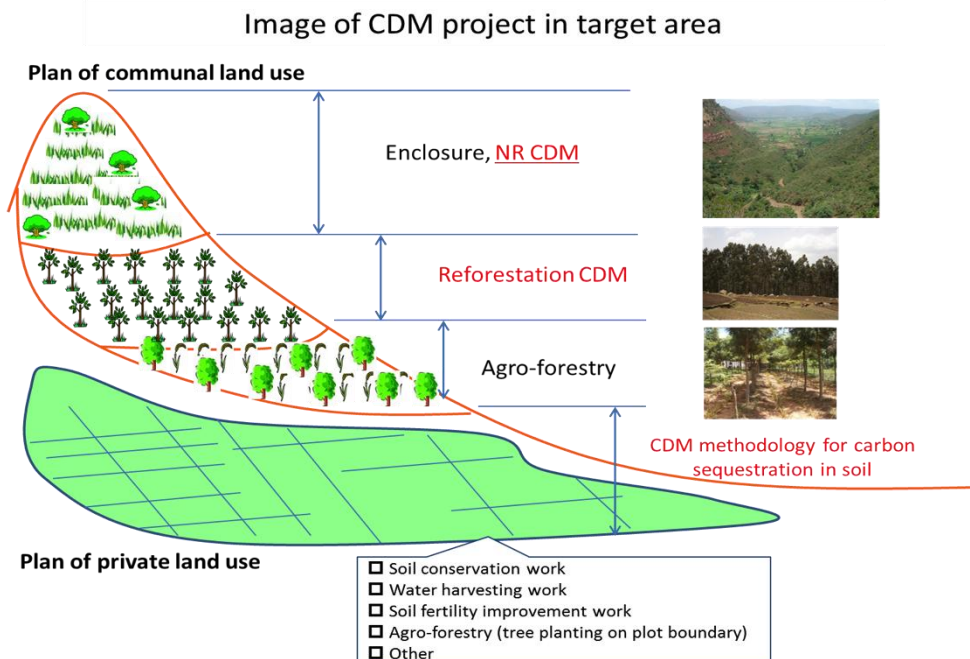 Image of CDM project in target area
Plan of communal land use
Enclosure, NR CDM
Reforestation CDM
Agro-forestry
CDM methodology for carbon
sequestration in soil
Plan of private land use
Soil conservation work
Water harvesting work
Soil fertility improvement work
Agro-forestry (tree planting on plot boundary)
Other